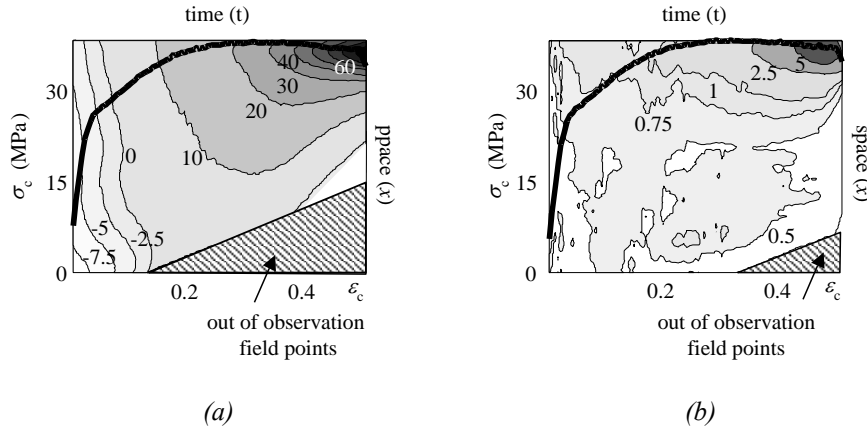 time (t)
30
15
0
σc (MPa)
-7.5
-5
-2.5
0
10
20
30
40
60
0.2
0.4
εc
ppace (x)
out of observation
field points
(a)
time (t)
30
15
0
σc (MPa)
0.75
1
2.5
5
0.5
0.2
0.4
εc
space (x)
out of observation
field points
(b)